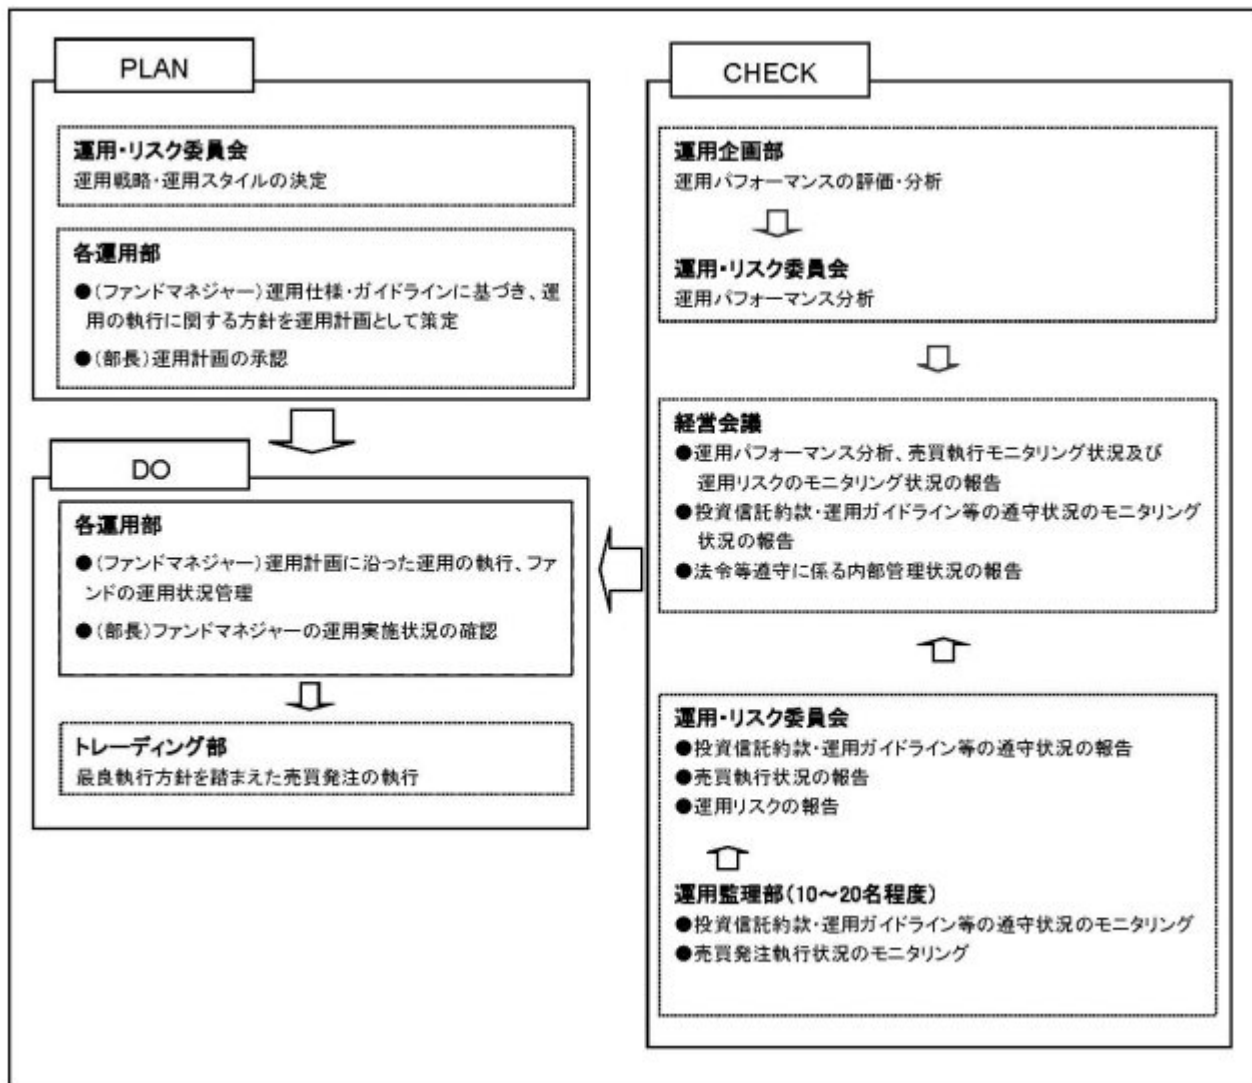 PLAN
運用・リスク委員会
運用戦略・運用スタイルの決定
各運用部
●(ファンドマネジャー)運用仕様・ガイドラインに基づき、運
用の執行に関する方針を運用計画として策定
●(部長)運用計画の承認
DO
各運用部
●(ファンドマネジャー)運用計画に沿った運用の執行、ファ
ンドの運用状況管理
●(部長)ファンドマネジャーの運用実施状況の確認
トレーディング部
最良執行方針を踏まえた売買発注の執行
CHECK
運用企画部
運用パフォーマンスの評価・分析
運用・リスク委員会
運用パフォーマンス分析
経営会議
●運用パフォーマンス分析、売買執行モニタリング状況及び
運用リスクのモニタリング状況の報告
●投資信託約款・運用ガイドライン等の遵守状況のモニタリング
状況の報告
●法令等遵守に係る内部管理状況の報告
運用・リスク委員会
●投資信託約款・運用ガイドライン等の遵守状況の報告
●売買執行状況の報告
●運用リスクの報告
運用監理部(10～20名程度)
●投資信託約款・運用ガイドライン等の遵守状況のモニタリング
●売買発注執行状況のモニタリング